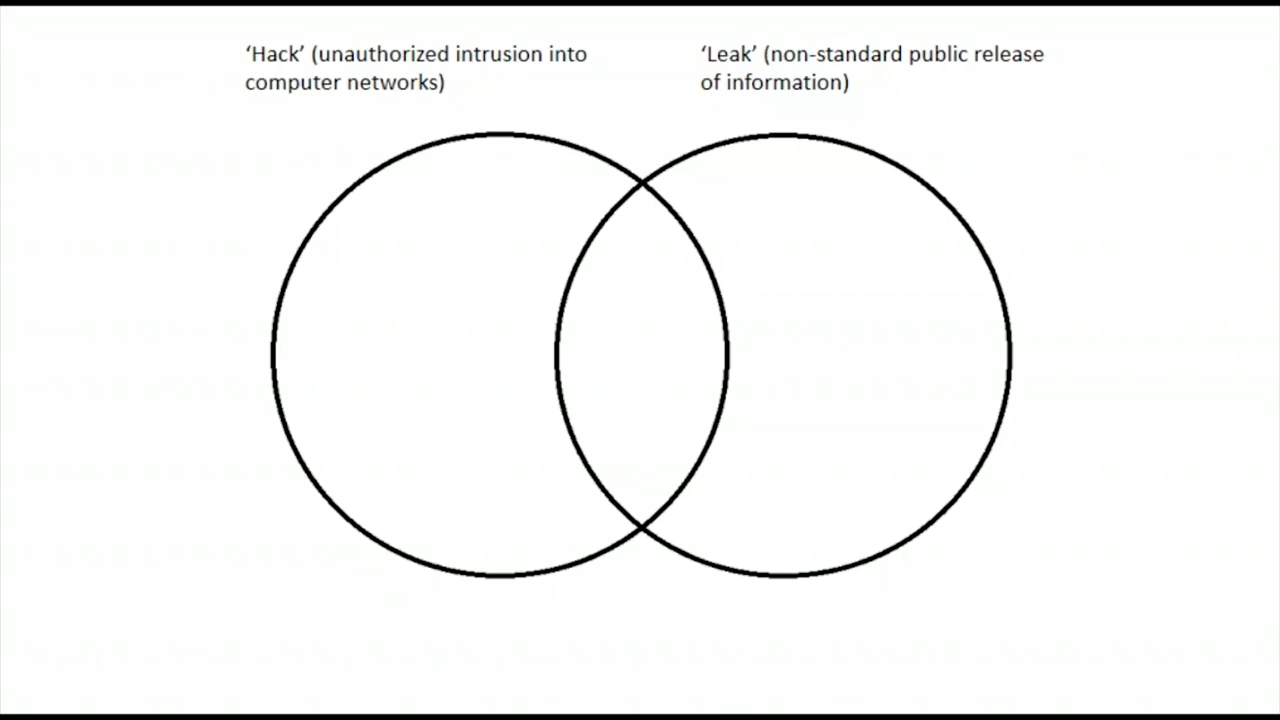 ‘Hack’ (unauthorized intrusion into
computer networks)
‘Leak’ (non-standard public release
of information)